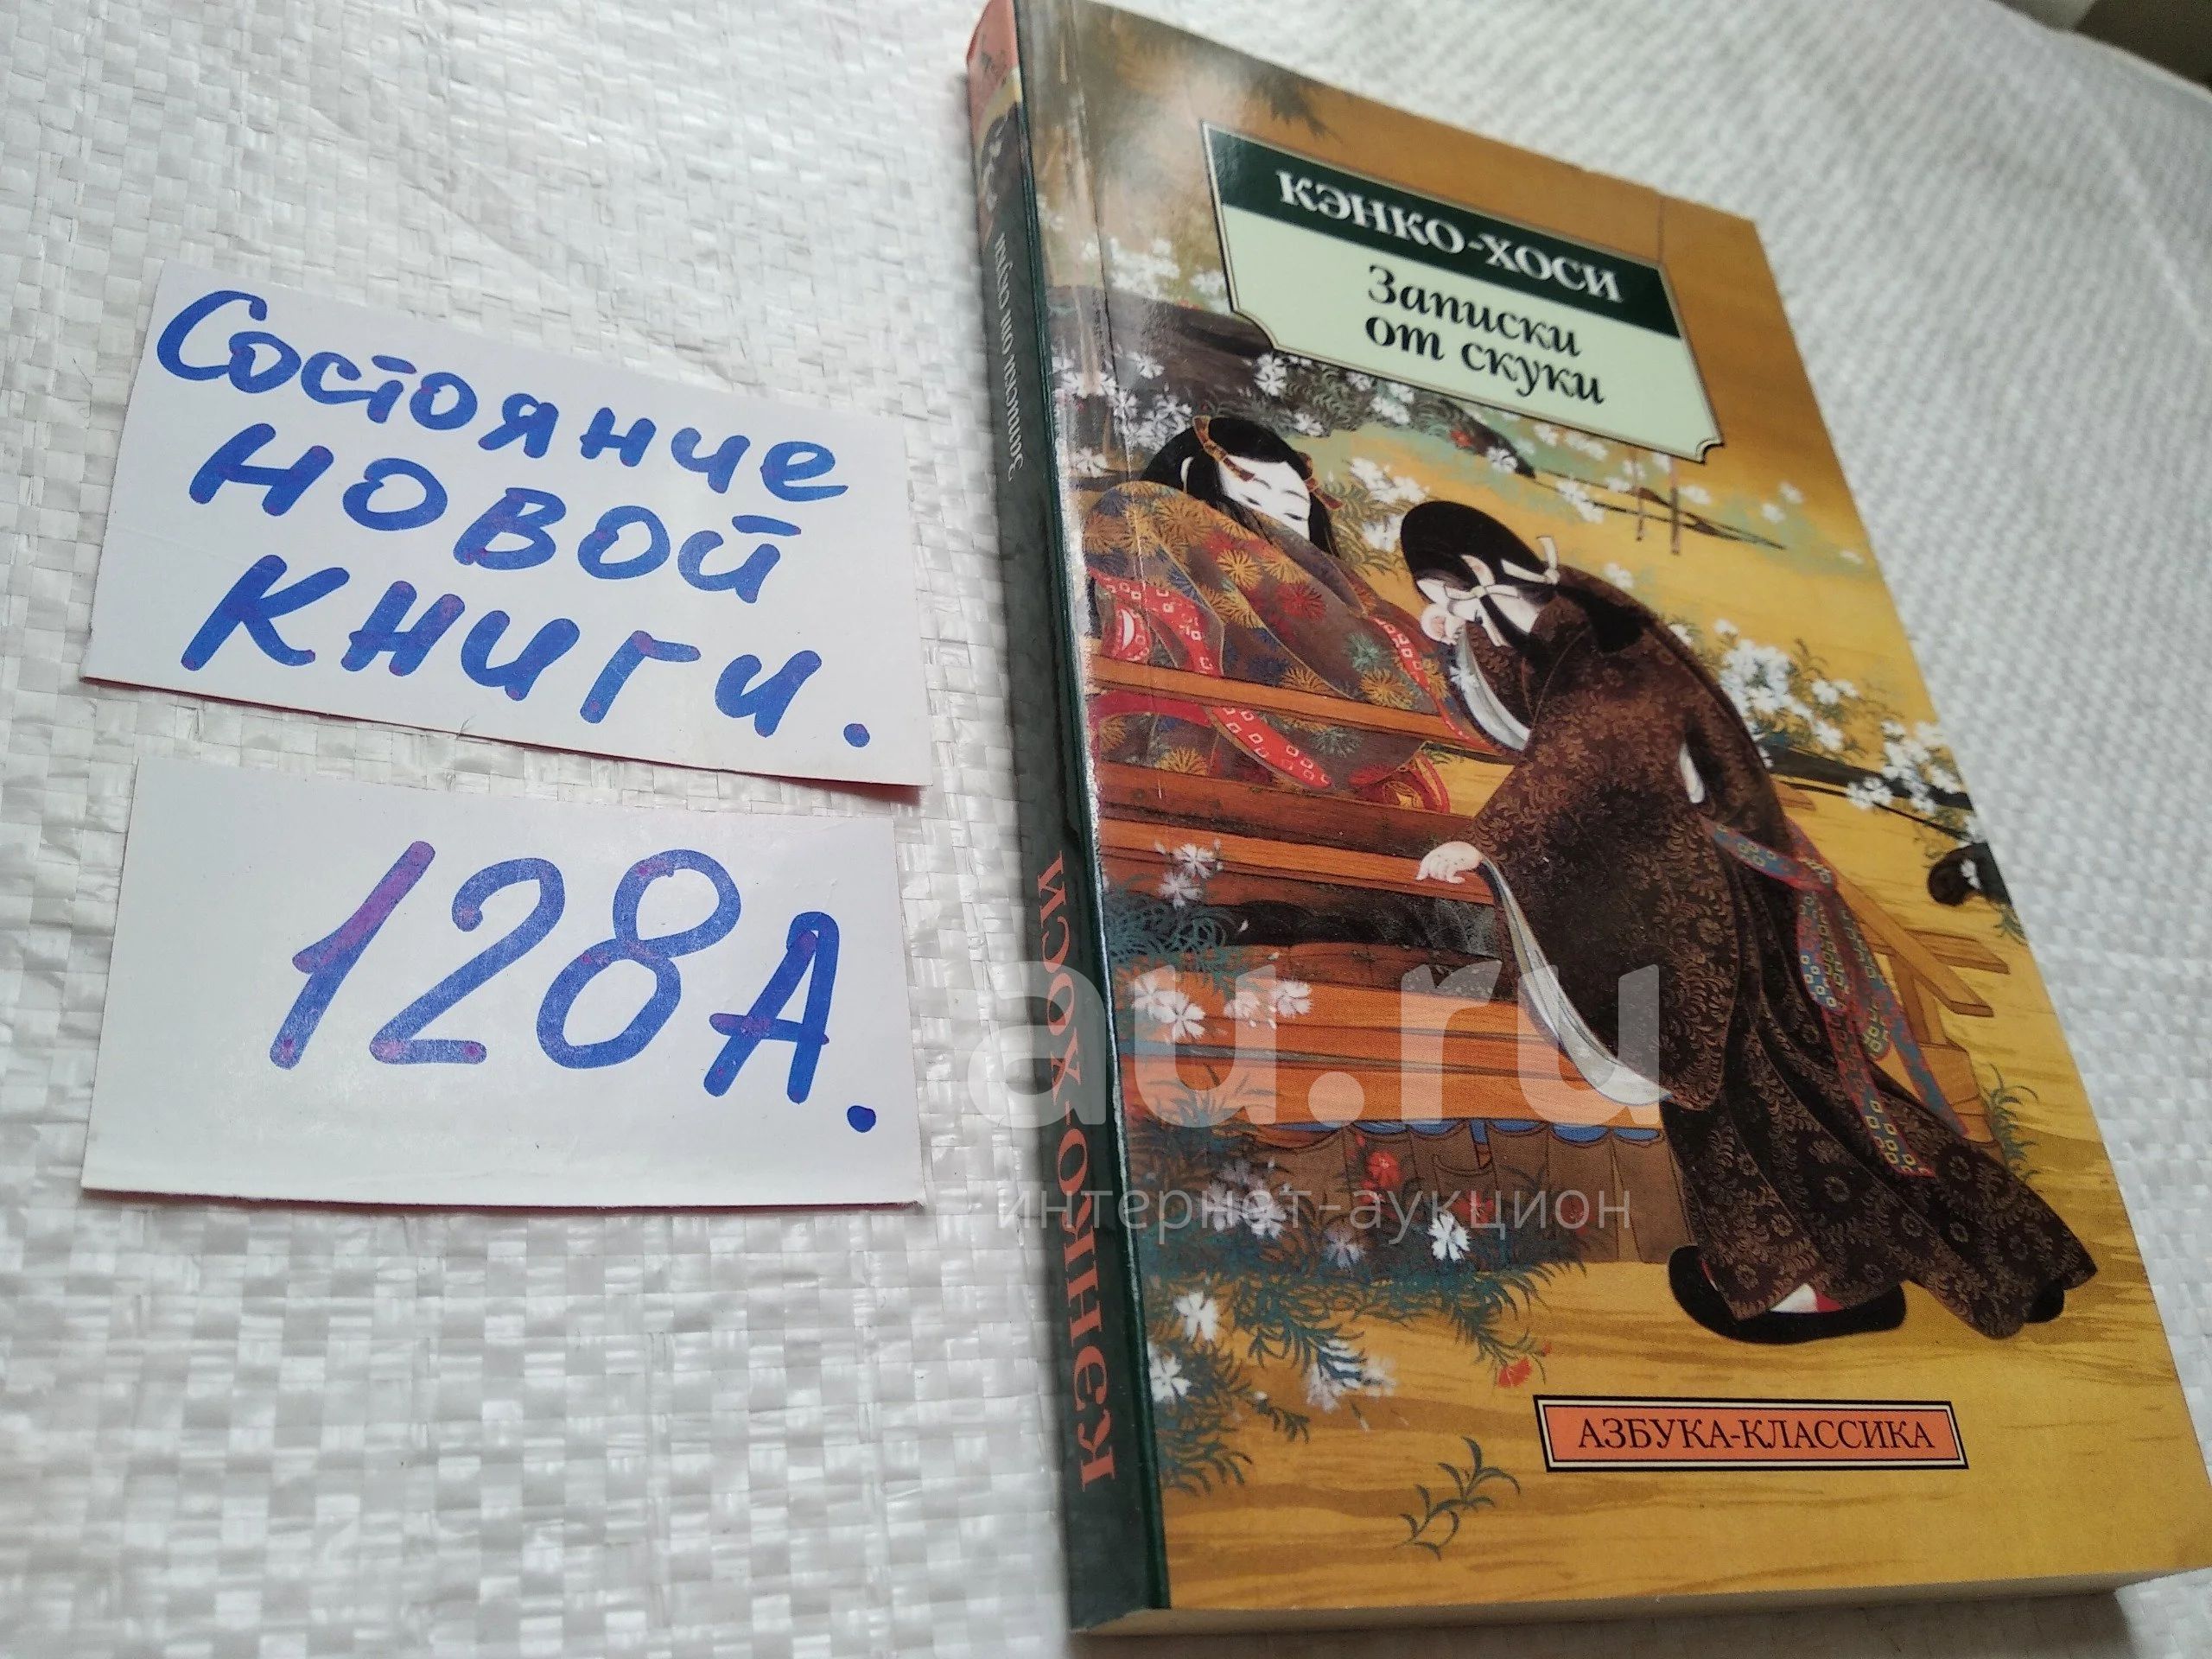 Состояние
новой
книги.
128А.
КЭНКО-ХОСИ
Записки
от скуки
АЗБУКА-КЛАССИКА
КЭНКО-ХОСИ
Записки от скуки
au.ru
интернет-аукцион